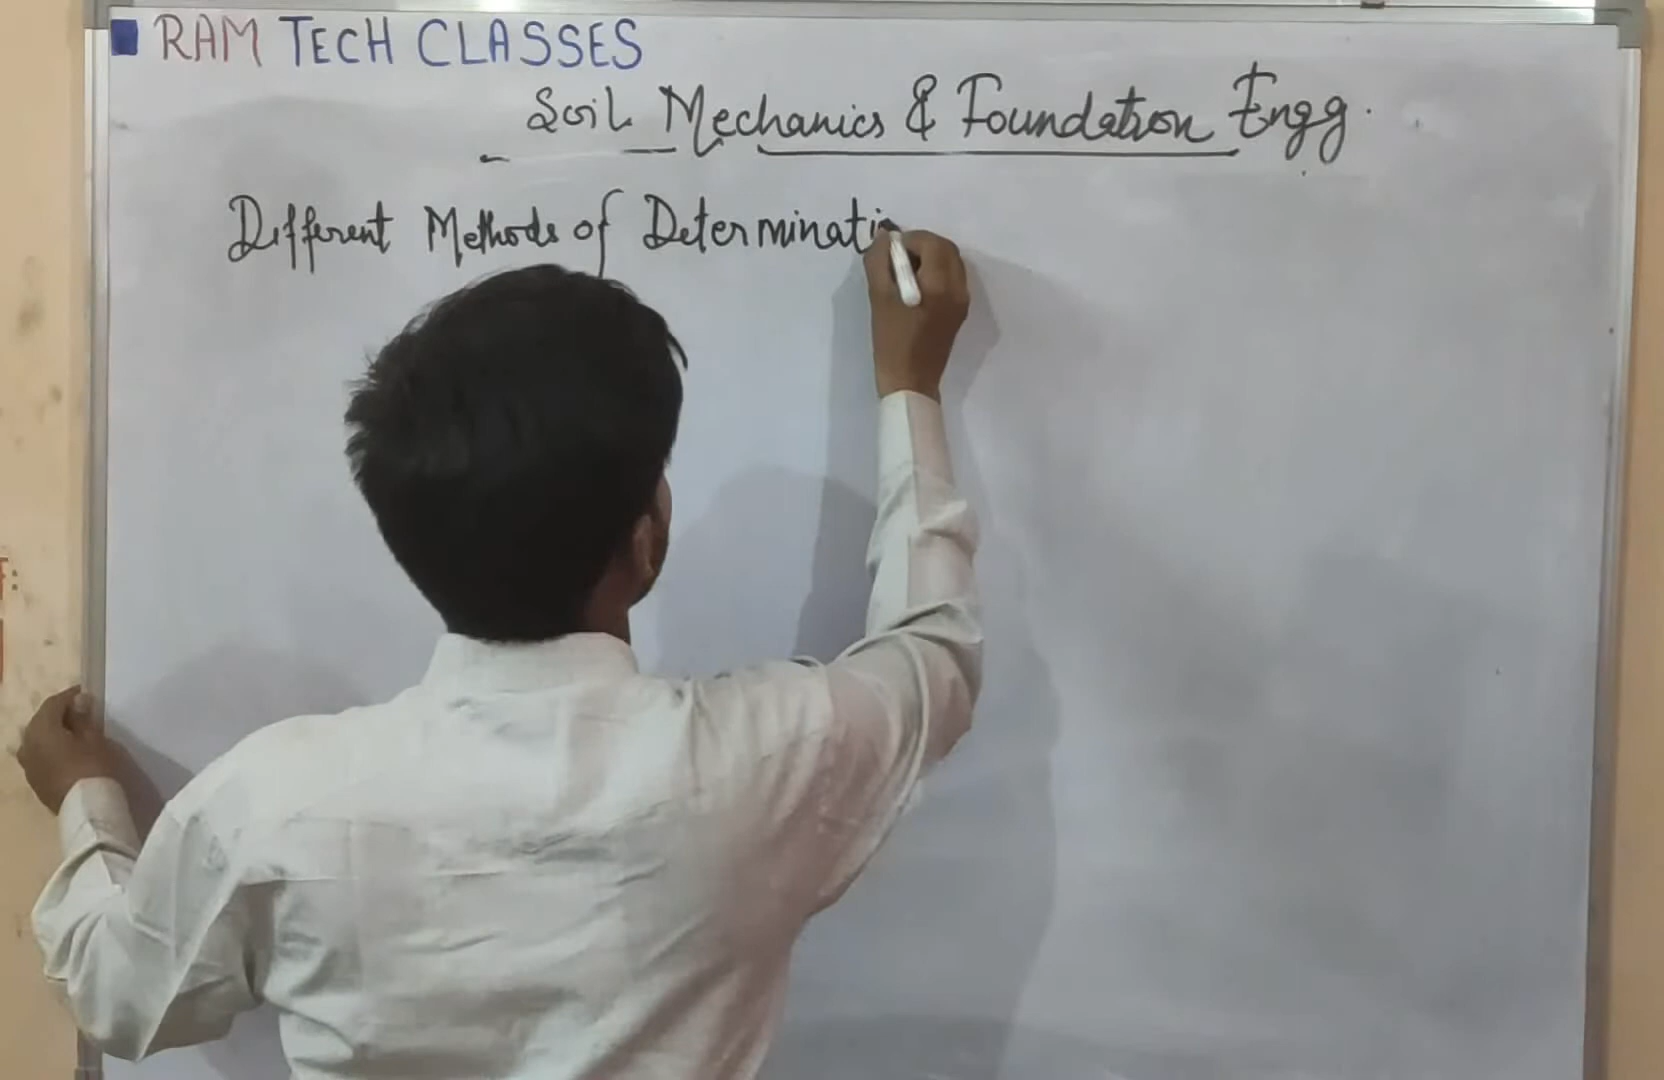 RAM TECH CLASSES
Soil Mechanics & Foundation Engg.
Different Methods of Determinati